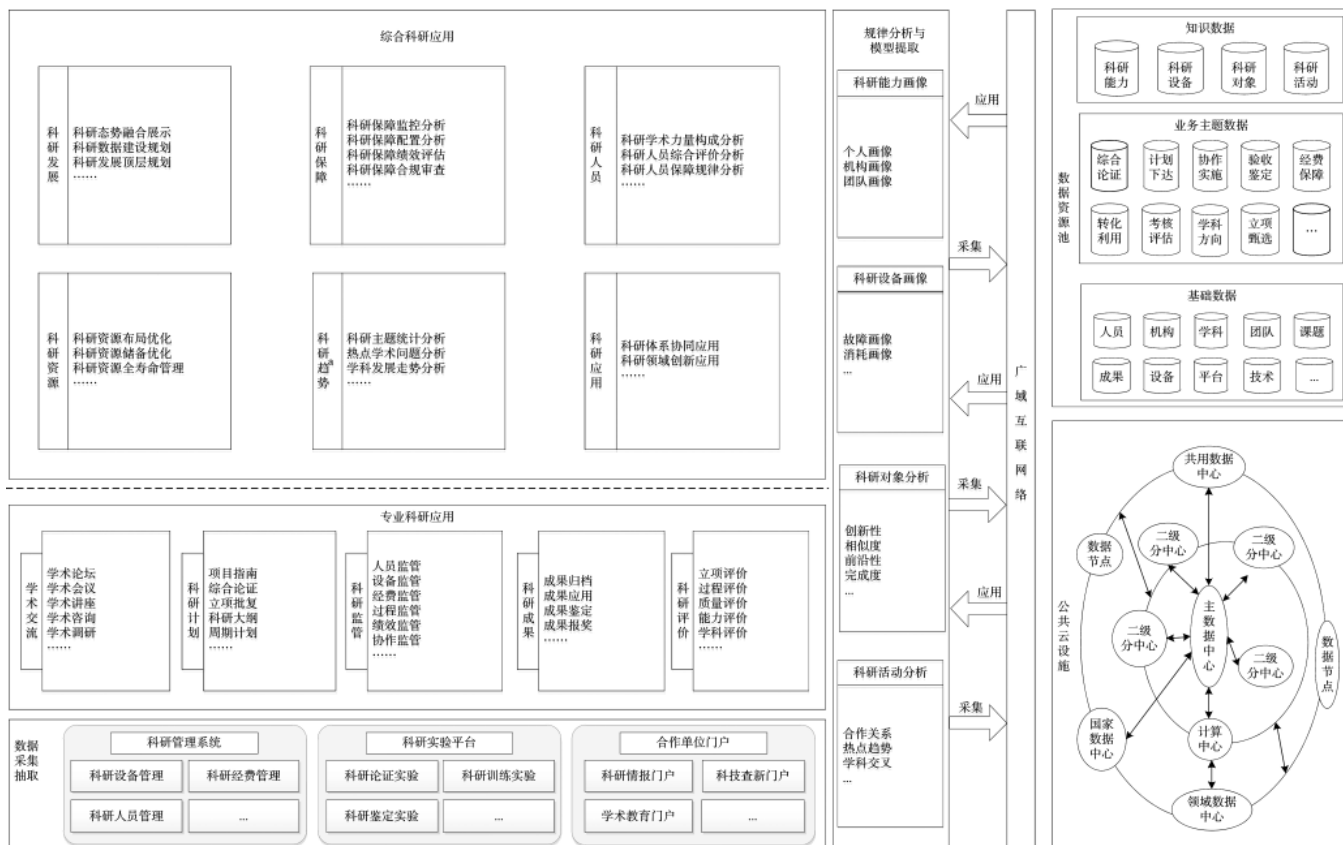 综合科研应用
科研发展
科研态势融合展示
科研数据建设规划
科研发展顶层规划
……
科研保障
科研保障监控分析
科研保障配置分析
科研保障绩效评估
科研保障合规审查
……
科研人员
科研学术力量构成分析
科研人员综合评价分析
科研人员保障规律分析
……
科研资源
科研资源布局优化
科研资源储备优化
科研资源全寿命管理
……
科研趋势
a
科研主题统计分析
热点学术问题分析
学科发展走势分析
……
科研应用
科研体系协同应用
科研领域创新应用
……
专业科研应用
学术交流
学术论坛
学术会议
学术讲座
学术咨询
学术调研
……
科研计划
项目指南
综合论证
立项批复
科研大纲
周期计划
……
科研监管
人员监管
设备监管
经费监管
过程监管
绩效监管
协作监管
……
科研成果
成果归档
成果应用
成果鉴定
成果报奖
……
科研评价
立项评价
过程评价
质量评价
能力评价
学科评价
……
数据
采集
抽取
科研管理系统
科研设备管理
科研经费管理
科研人员管理
...
科研实验平台
科研论证实验
科研训练实验
科研鉴定实验
...
合作单位门户
科研情报门户
科技查新门户
学术教育门户
...
规律分析与
模型提取
科研能力画像
个人画像
机构画像
团队画像
科研设备画像
故障画像
消耗画像
...
科研对象分析
创新性
相似度
前沿性
完成度
...
科研活动分析
合作关系
热点趋势
学科交叉
...
应用
采集
应用
采集
应用
采集
广域互联网络
数据资源池
知识数据
科研
能力
科研
设备
科研
对象
科研
活动
业务主题数据
综合
论证
计划
下达
协作
实施
验收
鉴定
经费
保障
转化
利用
考核
评估
学科
方向
立项
甄选
...
基础数据
人员
机构
学科
团队
课题
成果
设备
平台
技术
...
公共云设施
共用数据
中心
数据
节点
二级
分中心
二级
分中心
二级
分中心
主数据中心
二级
分中心
数据节点
国家
数据中心
计算
中心
领域数据
中心